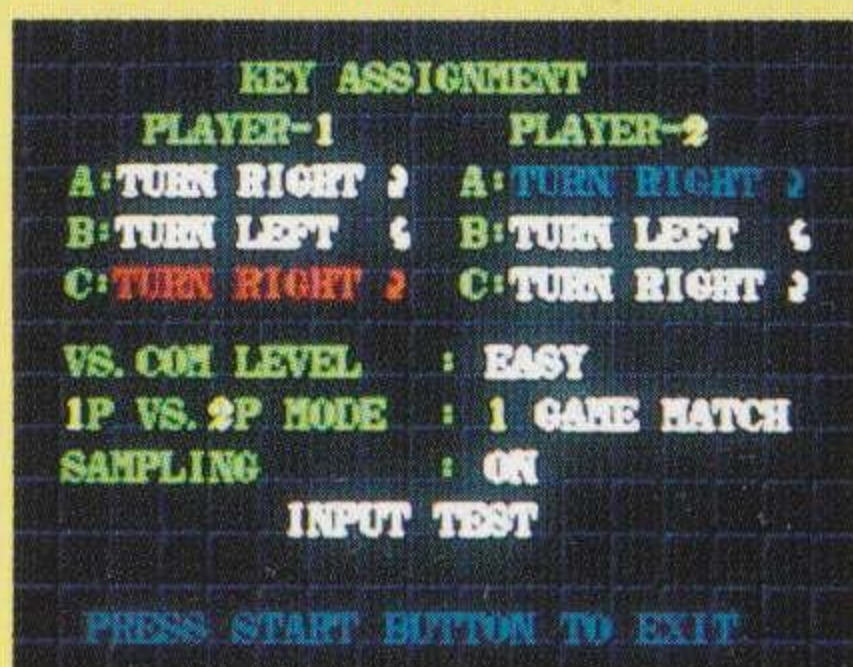 KEY ASSIGNMENT
PLAYER-1 PLAYER-2
A:TURN RIGHT A:TURN RIGHT
B:TURN LEFT B:TURN LEFT
C:TURN RIGHT C:TURN RIGHT
VS.COM LEVEL : EASY
1P VS.2P MODE : 1 GAME MATCH
SAMPLING : ON
INPUT TEST
PRESS START BUTTON TO EXIT